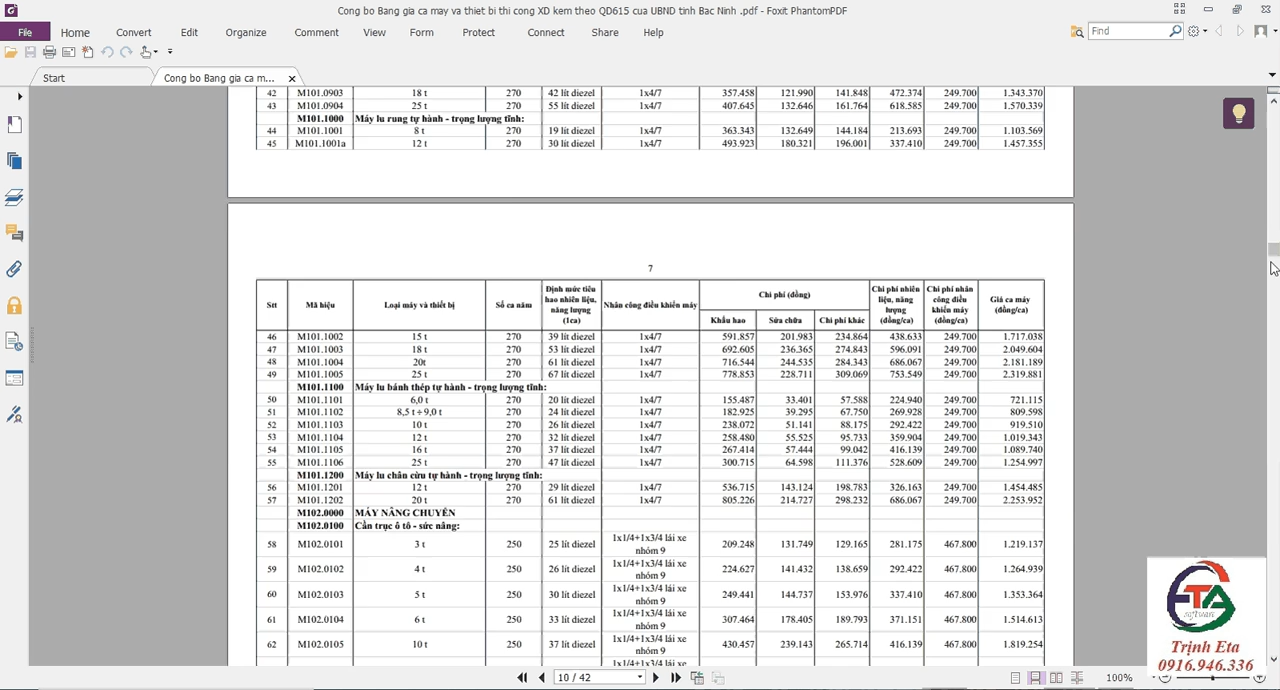 Cong bo Bang gia ca may va thiet bi thi cong XD kem theo QD615 cua UBND tinh Bac Ninh .pdf - Foxit PhantomPDF
File Home Convert Edit Organize Comment View Form Protect Connect Share Help Find
Start Cong bo Bang gia ca m...
42 M101.0903 18 t 270 42 lít diezel 1x4/7 357.458 121.990 141.848 472.374 249.700 1.343.370
43 M101.0904 25 t 270 55 lít diezel 1x4/7 407.645 132.646 161.764 618.585 249.700 1.570.339
M101.1000 Máy lu rung tự hành - trọng lượng tĩnh:
44 M101.1001 8 t 270 19 lít diezel 1x4/7 363.343 132.649 144.184 213.693 249.700 1.103.569
45 M101.1001a 12 t 270 30 lít diezel 1x4/7 493.923 180.321 196.001 337.410 249.700 1.457.355
7
Stt Mã hiệu Loại máy và thiết bị Số ca năm Định mức tiêu hao nhiên liệu, năng lượng (1ca) Nhân công điều khiển máy Chi phí (đồng) Chi phí nhiên liệu, năng lượng (đồng/ca) Chi phí nhân công điều khiển máy (đồng/ca) Giá ca máy (đồng/ca)
Khấu hao Sửa chữa Chi phí khác
46 M101.1002 15 t 270 39 lít diezel 1x4/7 591.857 201.983 234.864 438.633 249.700 1.717.038
47 M101.1003 18 t 270 53 lít diezel 1x4/7 692.605 236.365 274.843 596.091 249.700 2.049.604
48 M101.1004 20t 270 61 lít diezel 1x4/7 716.544 244.535 284.343 686.067 249.700 2.181.189
49 M101.1005 25 t 270 67 lít diezel 1x4/7 778.853 228.711 309.069 753.549 249.700 2.319.881
M101.1100 Máy lu bánh thép tự hành - trọng lượng tĩnh:
50 M101.1101 6,0 t 270 20 lít diezel 1x4/7 155.487 33.401 57.588 224.940 249.700 721.115
51 M101.1102 8,5 t ÷ 9,0 t 270 24 lít diezel 1x4/7 182.925 39.295 67.750 269.928 249.700 809.598
52 M101.1103 10 t 270 26 lít diezel 1x4/7 238.072 51.141 88.175 292.422 249.700 919.510
53 M101.1104 12 t 270 32 lít diezel 1x4/7 258.480 55.525 95.733 359.904 249.700 1.019.343
54 M101.1105 16 t 270 37 lít diezel 1x4/7 267.414 57.444 99.042 416.139 249.700 1.089.740
55 M101.1106 25 t 270 47 lít diezel 1x4/7 300.715 64.598 111.376 528.609 249.700 1.254.997
M101.1200 Máy lu chân cừu tự hành - trọng lượng tĩnh:
56 M101.1201 12 t 270 29 lít diezel 1x4/7 536.715 143.124 198.783 326.163 249.700 1.454.485
57 M101.1202 20 t 270 61 lít diezel 1x4/7 805.226 214.727 298.232 686.067 249.700 2.253.952
M102.0000 MÁY NÂNG CHUYỂN
M102.0100 Cần trục ô tô - sức nâng:
58 M102.0101 3 t 250 25 lít diezel 1x1/4+1x3/4 lái xe nhóm 9 209.248 131.749 129.165 281.175 467.800 1.219.137
59 M102.0102 4 t 250 26 lít diezel 1x1/4+1x3/4 lái xe nhóm 9 224.627 141.432 138.659 292.422 467.800 1.264.939
60 M102.0103 5 t 250 30 lít diezel 1x1/4+1x3/4 lái xe nhóm 9 249.441 144.737 153.976 337.410 467.800 1.353.364
61 M102.0104 6 t 250 33 lít diezel 1x1/4+1x3/4 lái xe nhóm 9 307.464 178.405 189.793 371.151 467.800 1.514.613
62 M102.0105 10 t 250 37 lít diezel 1x1/4+1x3/4 lái xe nhóm 9 430.457 239.143 265.714 416.139 467.800 1.819.254
1x1/4+1x3/4 lái xe
ETA
software
Trịnh Eta
0916.946.336
10 / 42 100%